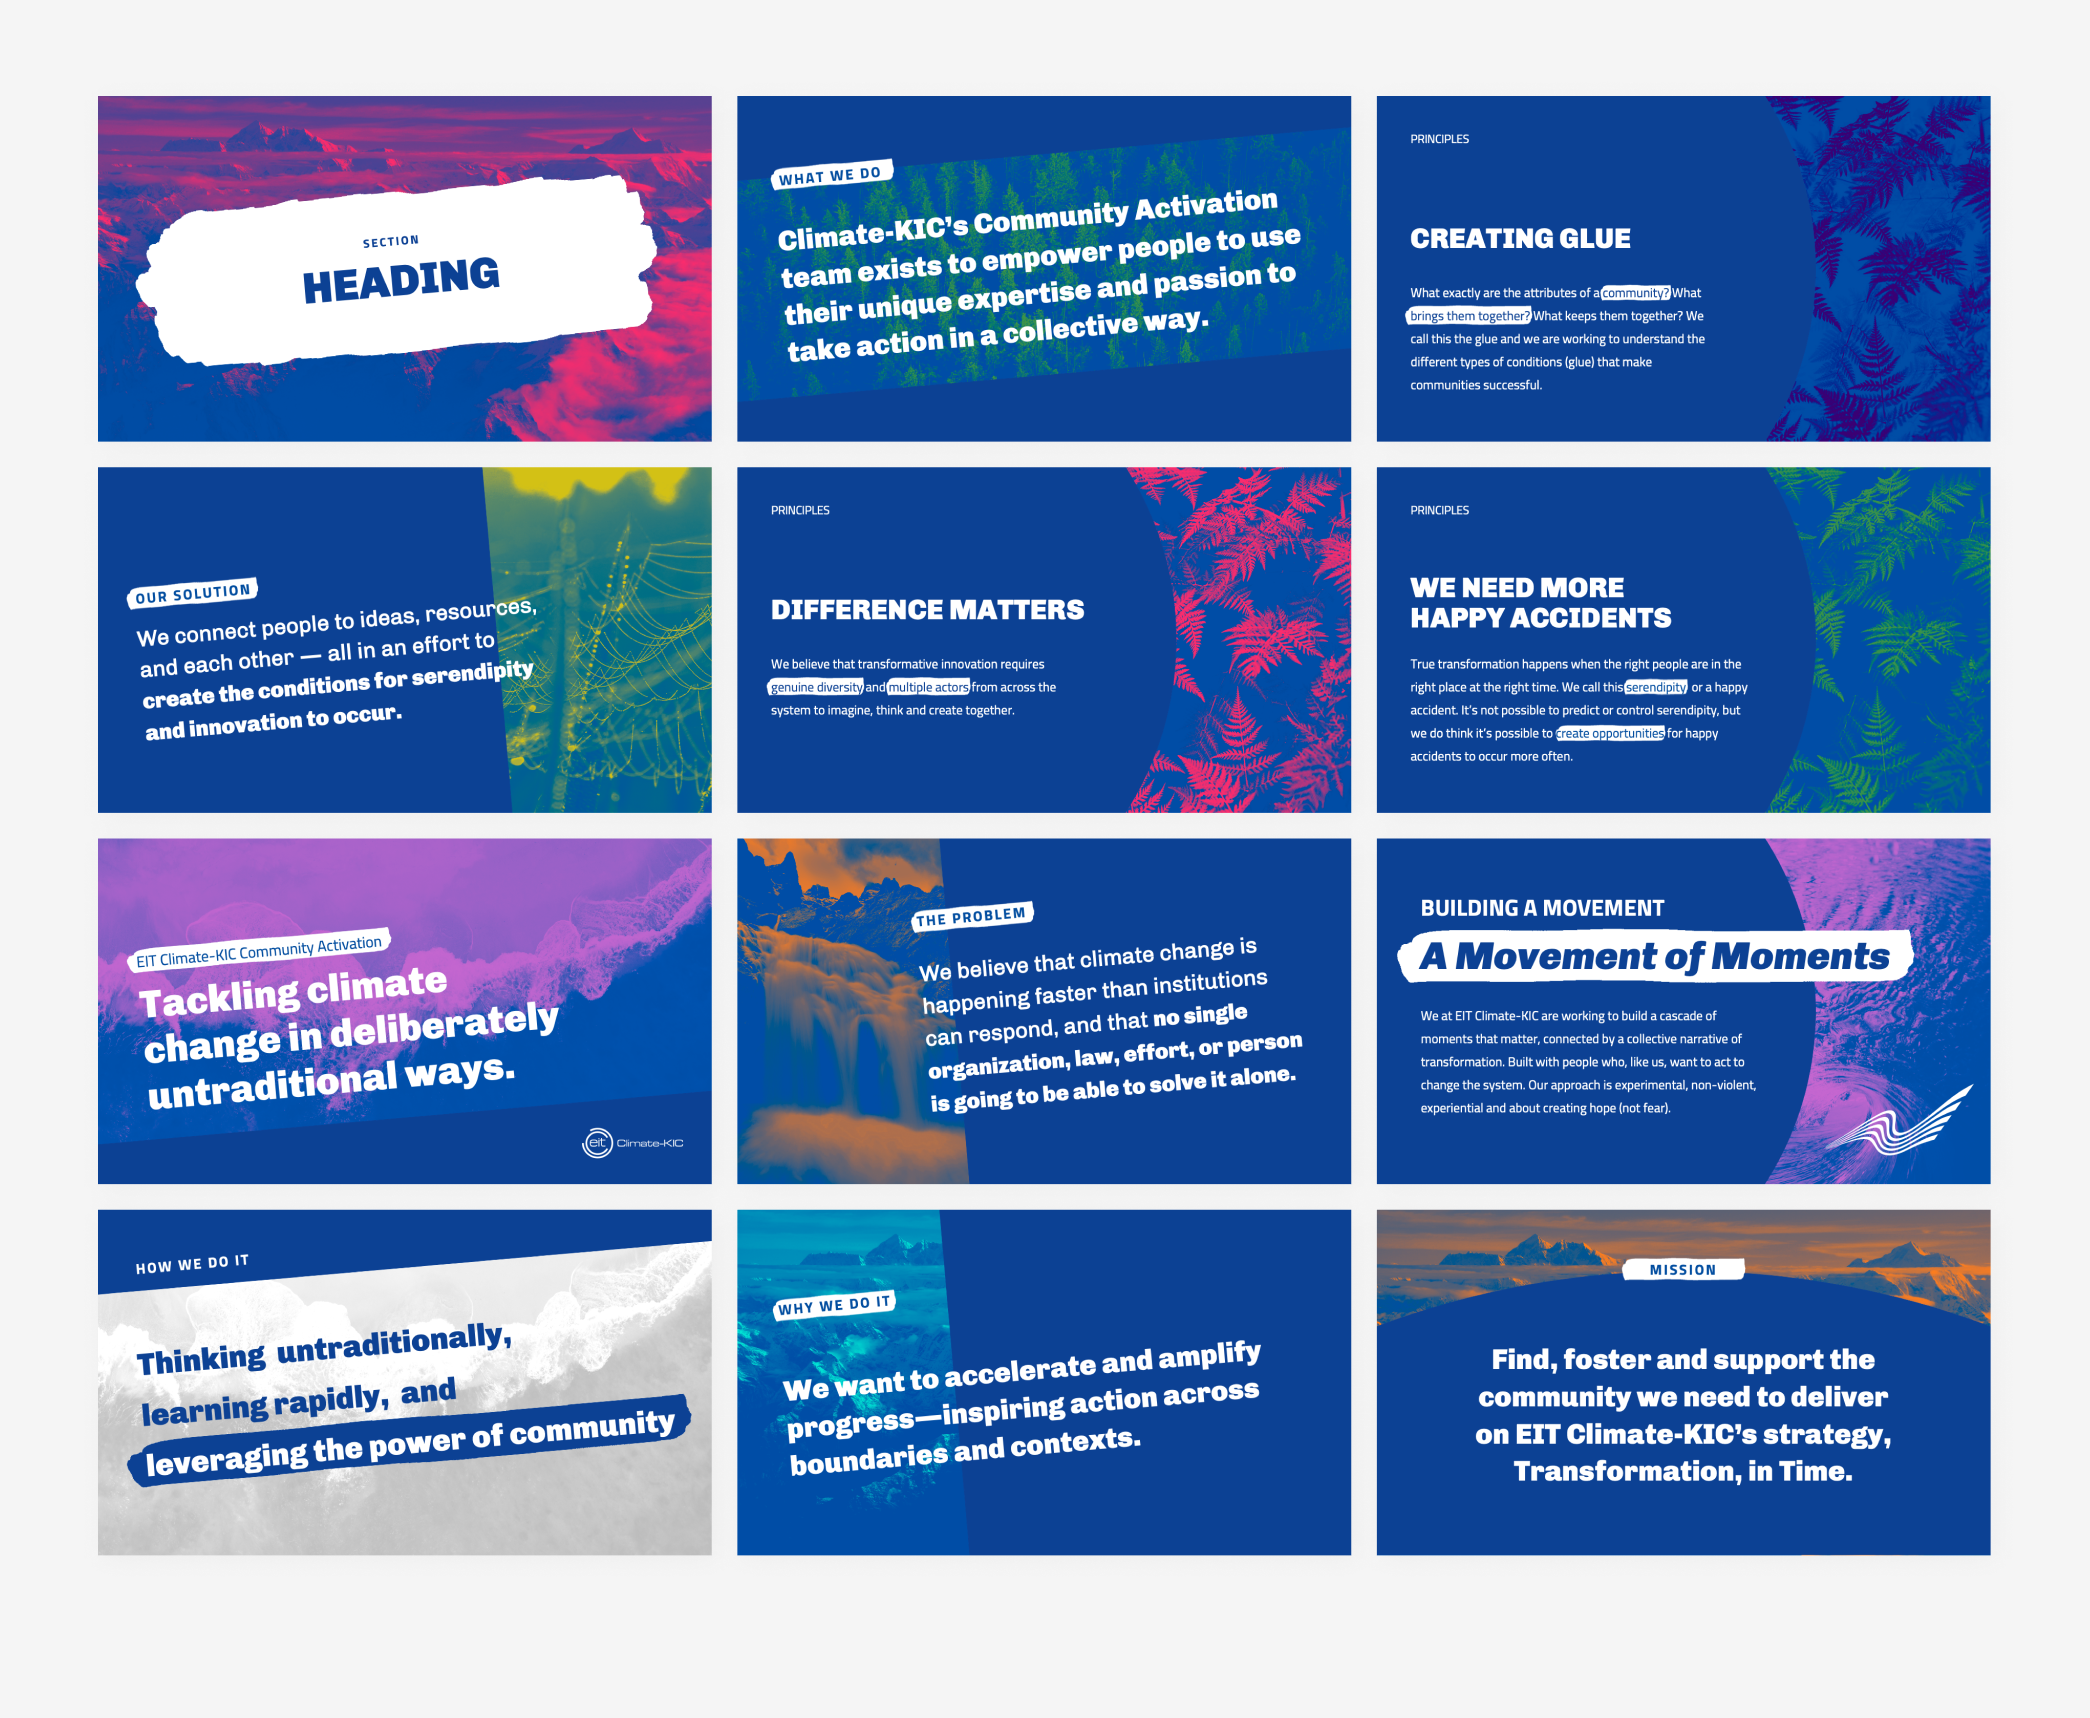 SECTION
HEADING
WHAT WE DO
Climate-KIC’s Community Activation
team exists to empower people to use
their unique expertise and passion to
take action in a collective way.
PRINCIPLES
CREATING GLUE
What exactly are the attributes of a community? What
brings them together? What keeps them together? We
call this the glue and we are working to understand the
different types of conditions (glue) that make
communities successful.
OUR SOLUTION
We connect people to ideas, resources,
and each other — all in an effort to
create the conditions for serendipity
and innovation to occur.
PRINCIPLES
DIFFERENCE MATTERS
We believe that transformative innovation requires
genuine diversity and multiple actors from across the
system to imagine, think and create together.
PRINCIPLES
WE NEED MORE
HAPPY ACCIDENTS
True transformation happens when the right people are in the
right place at the right time. We call this serendipity, or a happy
accident. It’s not possible to predict or control serendipity, but
we do think it’s possible to create opportunities for happy
accidents to occur more often.
EIT Climate-KIC Community Activation
Tackling climate
change in deliberately
untraditional ways.
eit Climate-KIC
THE PROBLEM
We believe that climate change is
happening faster than institutions
can respond, and that no single
organization, law, effort, or person
is going to be able to solve it alone.
BUILDING A MOVEMENT
A Movement of Moments
We at EIT Climate-KIC are working to build a cascade of
moments that matter, connected by a collective narrative of
transformation. Built with people who, like us, want to act to
change the system. Our approach is experimental, non-violent,
experiential and about creating hope (not fear).
HOW WE DO IT
Thinking untraditionally,
learning rapidly, and
leveraging the power of community
WHY WE DO IT
We want to accelerate and amplify
progress—inspiring action across
boundaries and contexts.
MISSION
Find, foster and support the
community we need to deliver
on EIT Climate-KIC’s strategy,
Transformation, in Time.